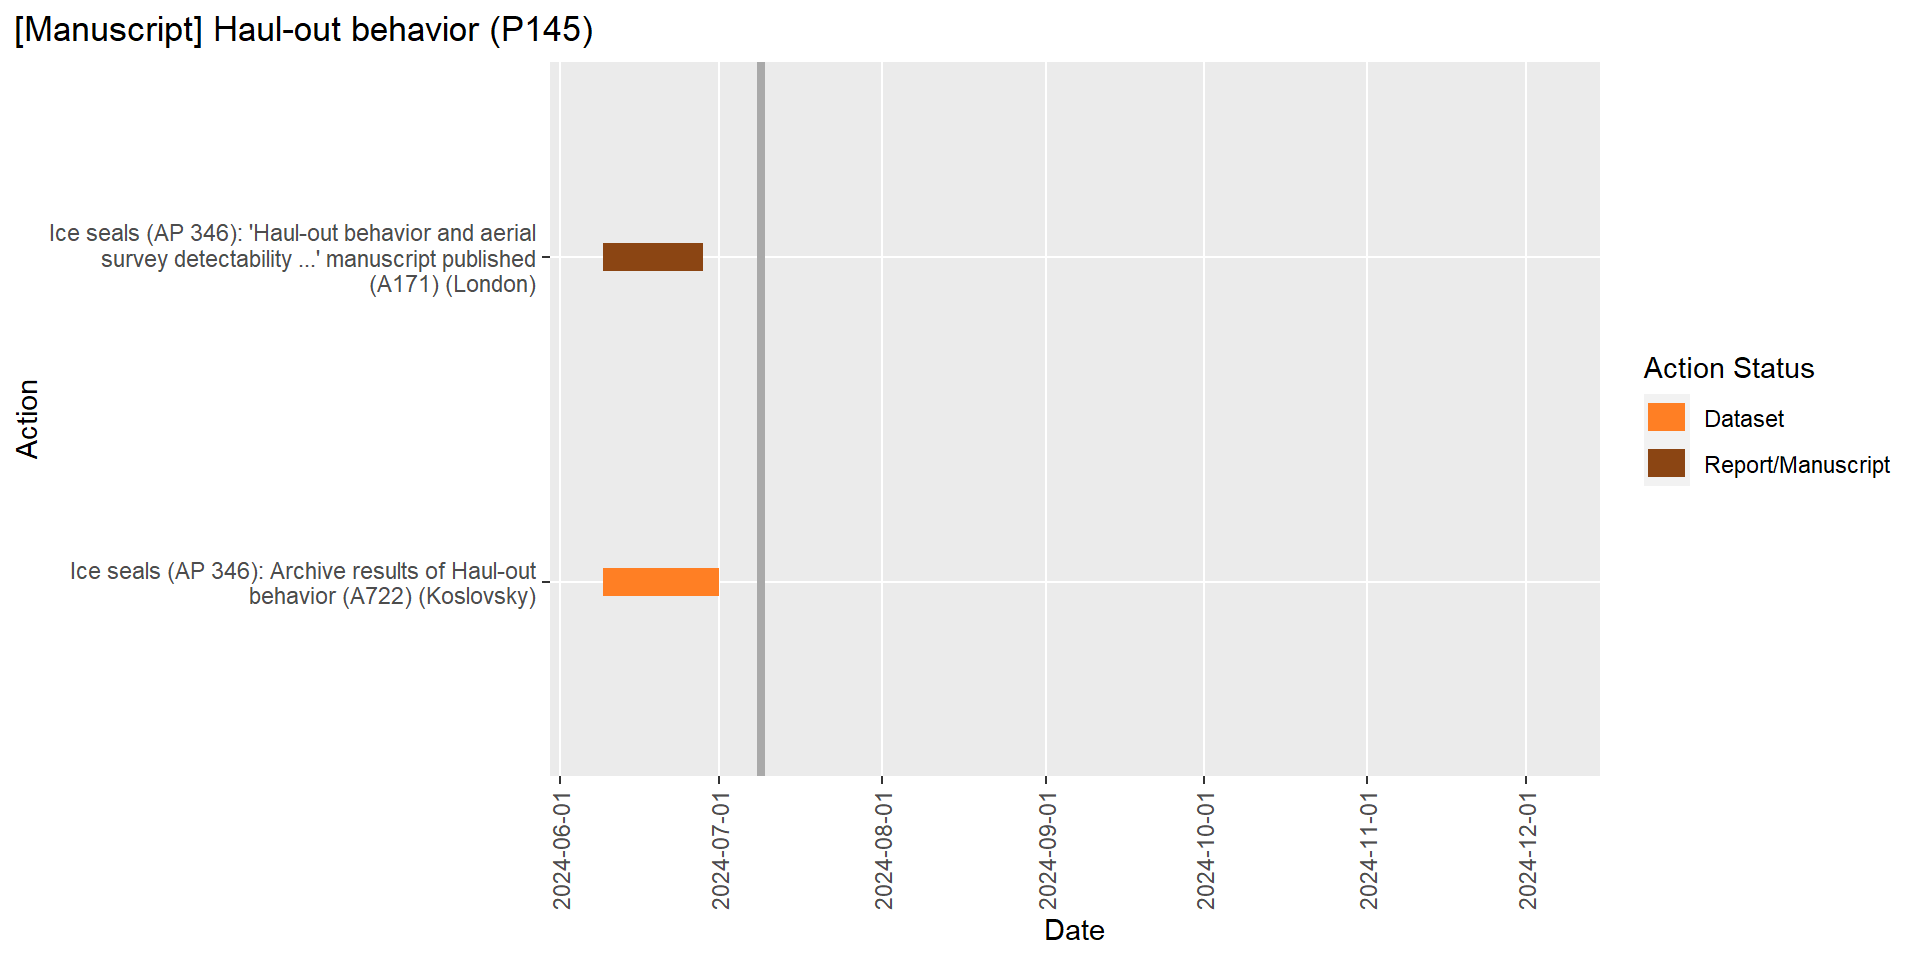 [Manuscript] Haul-out behavior (P145)
Ice seals (AP 346): 'Haul-out behavior and aerial
survey detectability ...' manuscript published
(A171) (London)
Action
Ice seals (AP 346): Archive results of Haul-out
behavior (A722) (Koslovsky)
2024-06-01
2024-07-01
2024-08-01
2024-09-01
2024-10-01
2024-11-01
2024-12-01
Date
Action Status
Dataset
Report/Manuscript